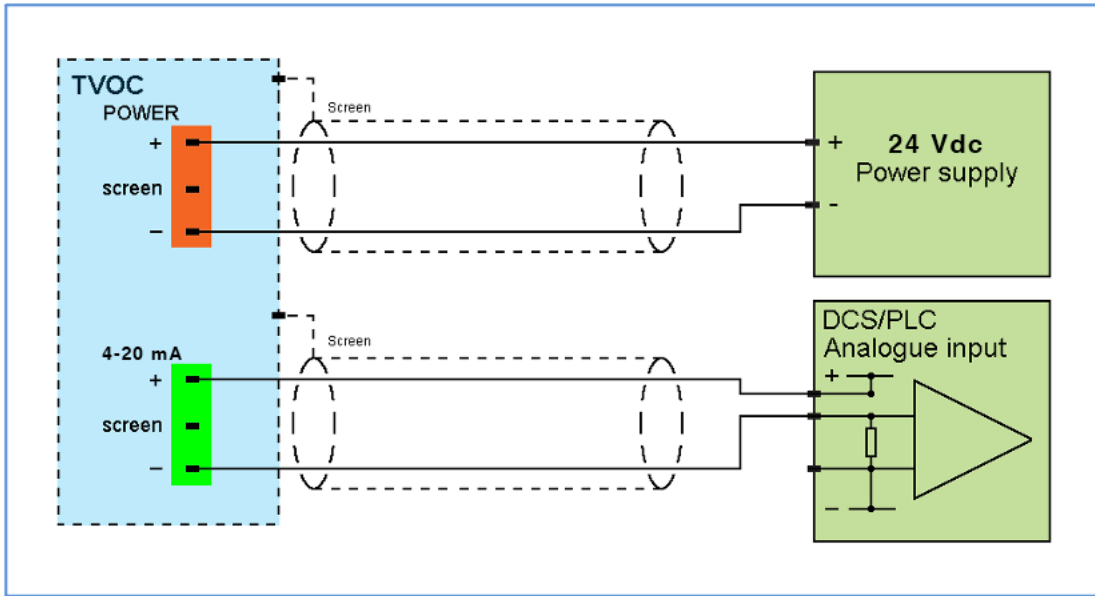 TVOC
POWER
+
screen
–
Screen
+
24 Vdc
Power supply
-
4-20 mA
+
screen
–
Screen
DCS/PLC
Analogue input
+
–